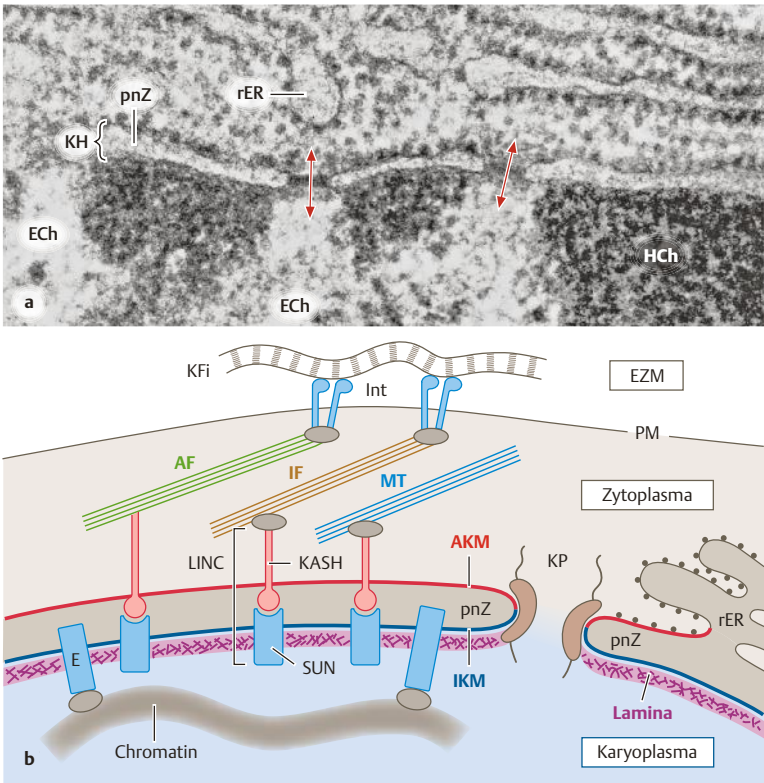 pnZ
rER
KH
ECh
HCh
ECh
a
KFi
Int
EZM
PM
AF
IF
MT
Zytoplasma
AKM
LINC
KASH
KP
pnZ
rER
pnZ
E
SUN
IKM
Lamina
Chromatin
Karyoplasma
b